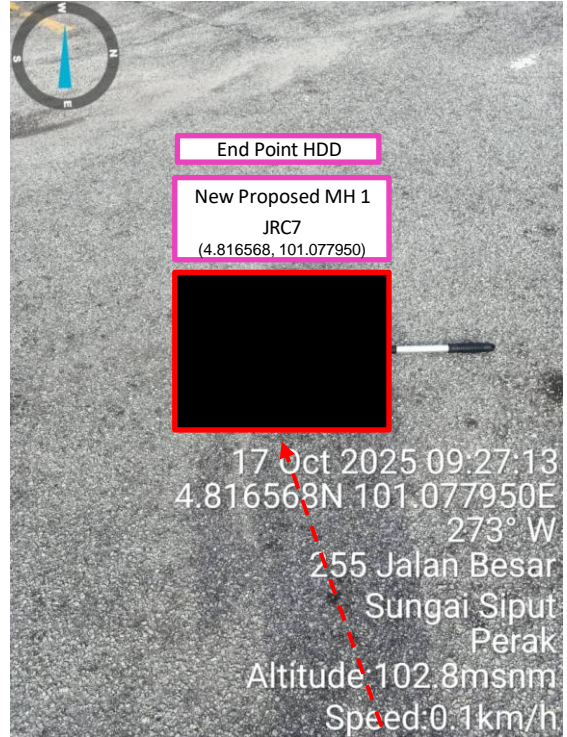 W
N
S
E
End Point HDD
New Proposed MH 1
JRC7
(4.816568, 101.077950)
17 Oct 2025 09:27:13
4.816568N 101.077950E
273° W
255 Jalan Besar
Sungai Siput
Perak
Altitude:102.8msnm
Speed:0.1km/h